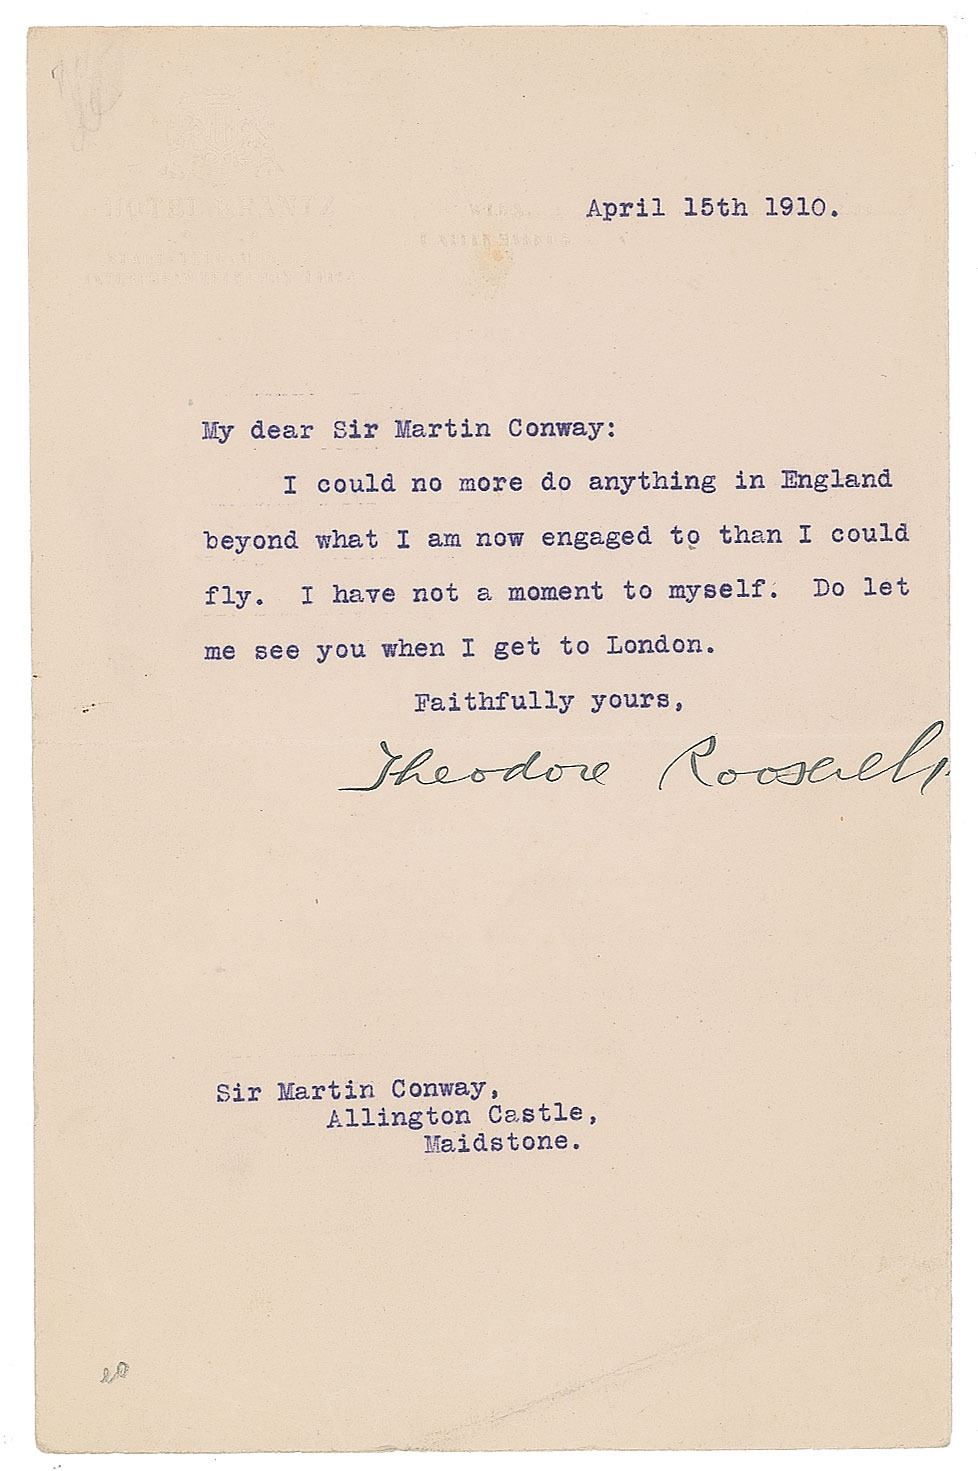 April 15th 1910.
My dear Sir Martin Conway:
I could no more do anything in England
beyond what I am now engaged to than I could
fly. I have not a moment to myself. Do let
me see you when I get to London.
Faithfully yours,
Theodore Roosevelt
Sir Martin Conway,
Allington Castle,
Maidstone.